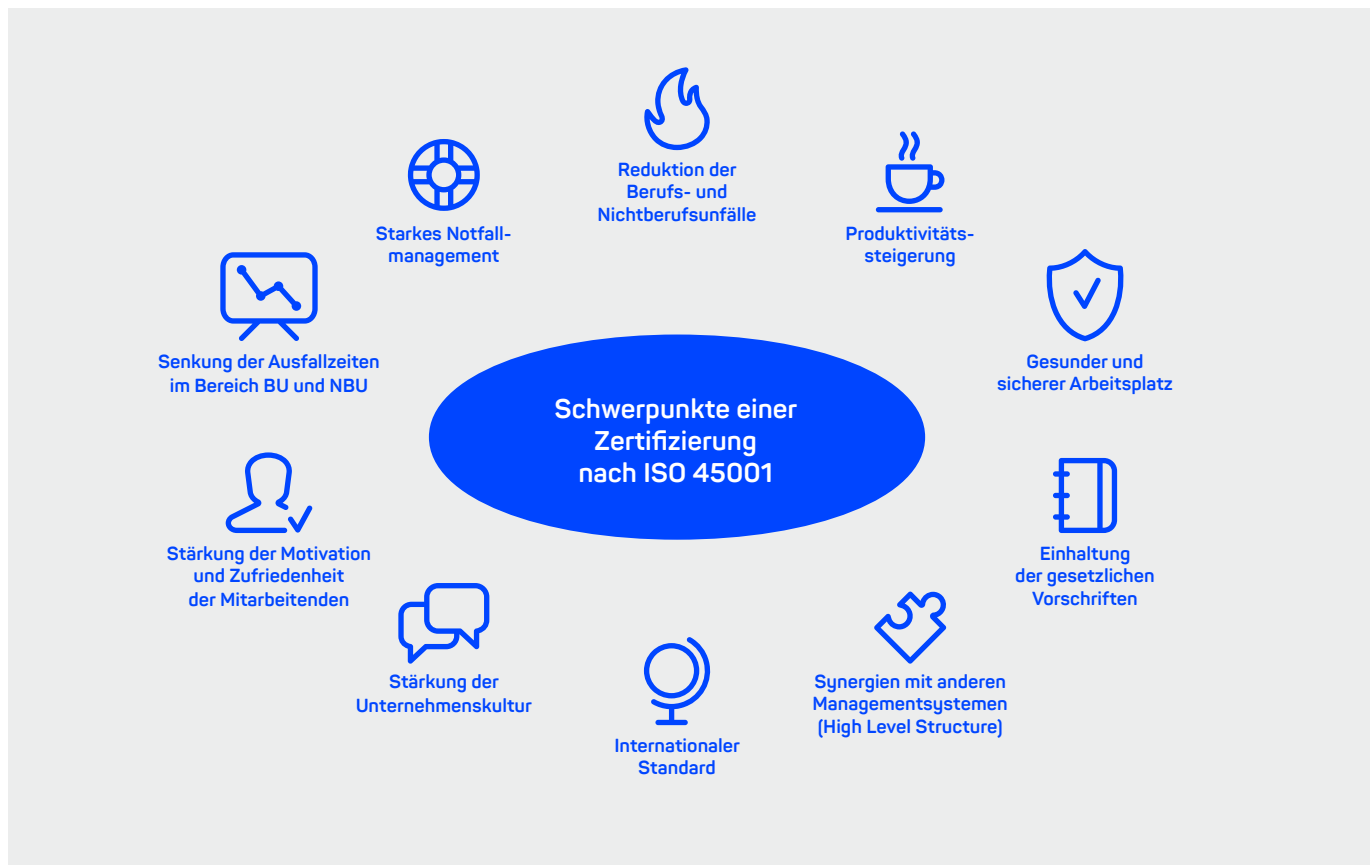 Reduktion der
Berufs- und
Nichtberufsunfälle
Starkes Notfall-
management
Produktivitäts-
steigerung
Senkung der Ausfallzeiten
im Bereich BU und NBU
Gesunder und
sicherer Arbeitsplatz
Schwerpunkte einer
Zertifizierung
nach ISO 45001
Stärkung der Motivation
und Zufriedenheit
der Mitarbeitenden
Einhaltung
der gesetzlichen
Vorschriften
Stärkung der
Unternehmenskultur
Synergien mit anderen
Managementsystemen
(High Level Structure)
Internationaler
Standard